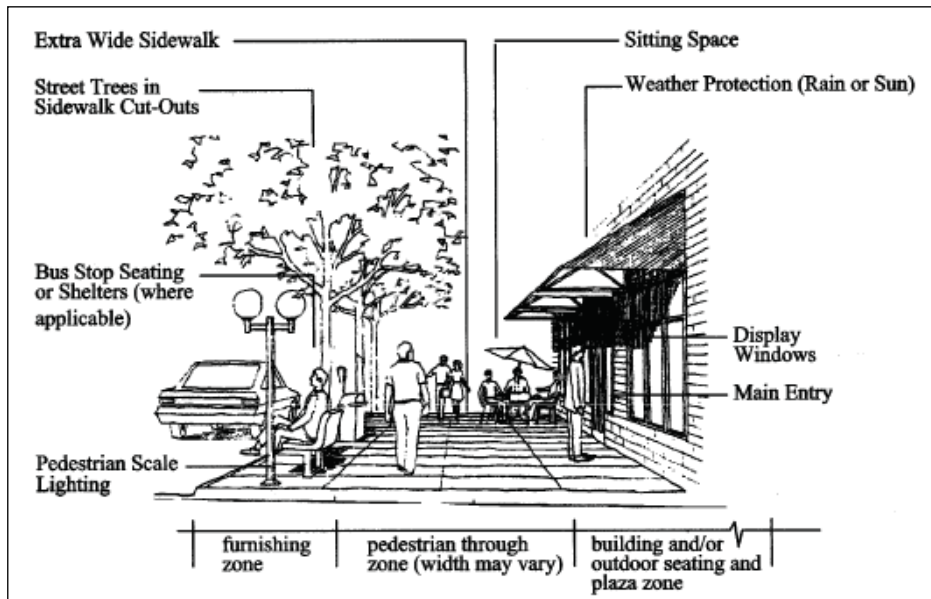 Extra Wide Sidewalk
Sitting Space
Street Trees in
Sidewalk Cut-Outs
Weather Protection (Rain or Sun)
Bus Stop Seating
or Shelters (where
applicable)
Display
Windows
Main Entry
Pedestrian Scale
Lighting
furnishing
zone
pedestrian through
zone (width may vary)
building and/or
outdoor seating and
plaza zone